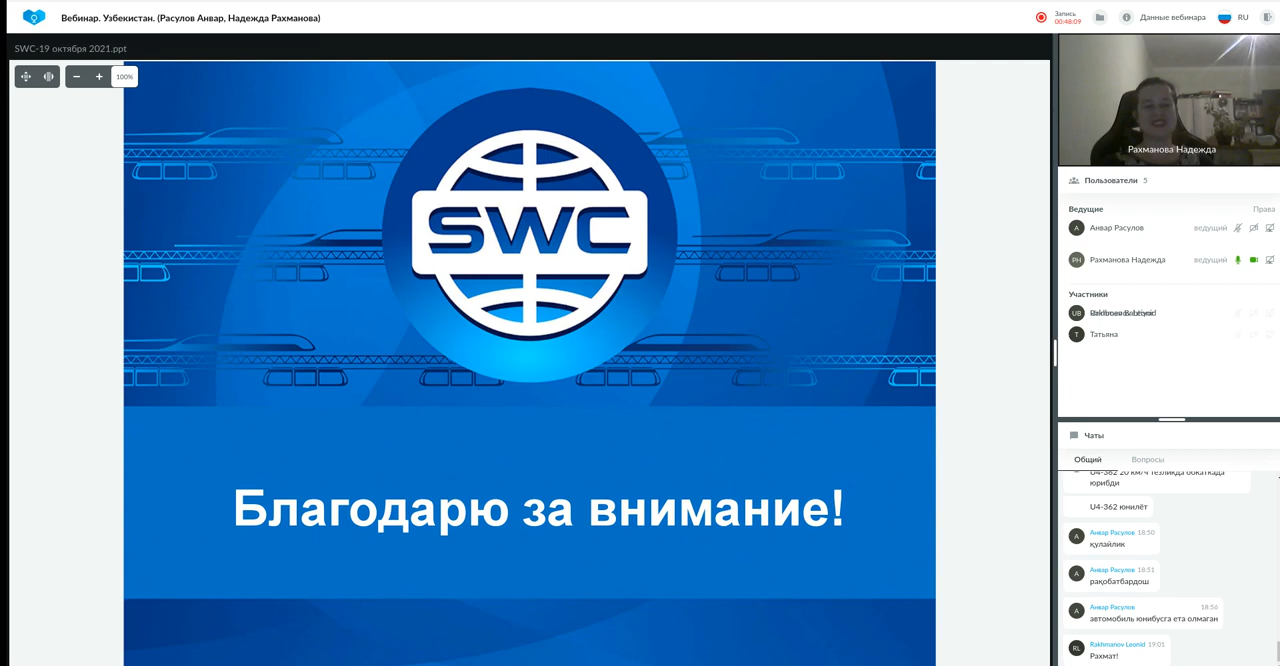 Вебинар. Узбекистан. (Расулов Анвар, Надежда Рахманова)
Запись
00:48:09
Данные вебинара
RU
SWC-19 октября 2021.ppt
100%
SWC
Благодарю за внимание!
Рахманова Надежда
Пользователи 5
Ведущие Права
А Анвар Расулов ведущий
РН Рахманова Надежда ведущий
Участники
UB
Т Татьяна
Чаты
Общий Вопросы
U4-362 20 км/ч тезликда
юрибди
U4-362 юнилёт
А Анвар Расулов 18:50
қулайлик
А Анвар Расулов 18:51
рақобатбардош
А Анвар Расулов 18:56
автомобиль юнибусга ета олмаган
RL Rakhmanov Leonid 19:01
Рахмат!